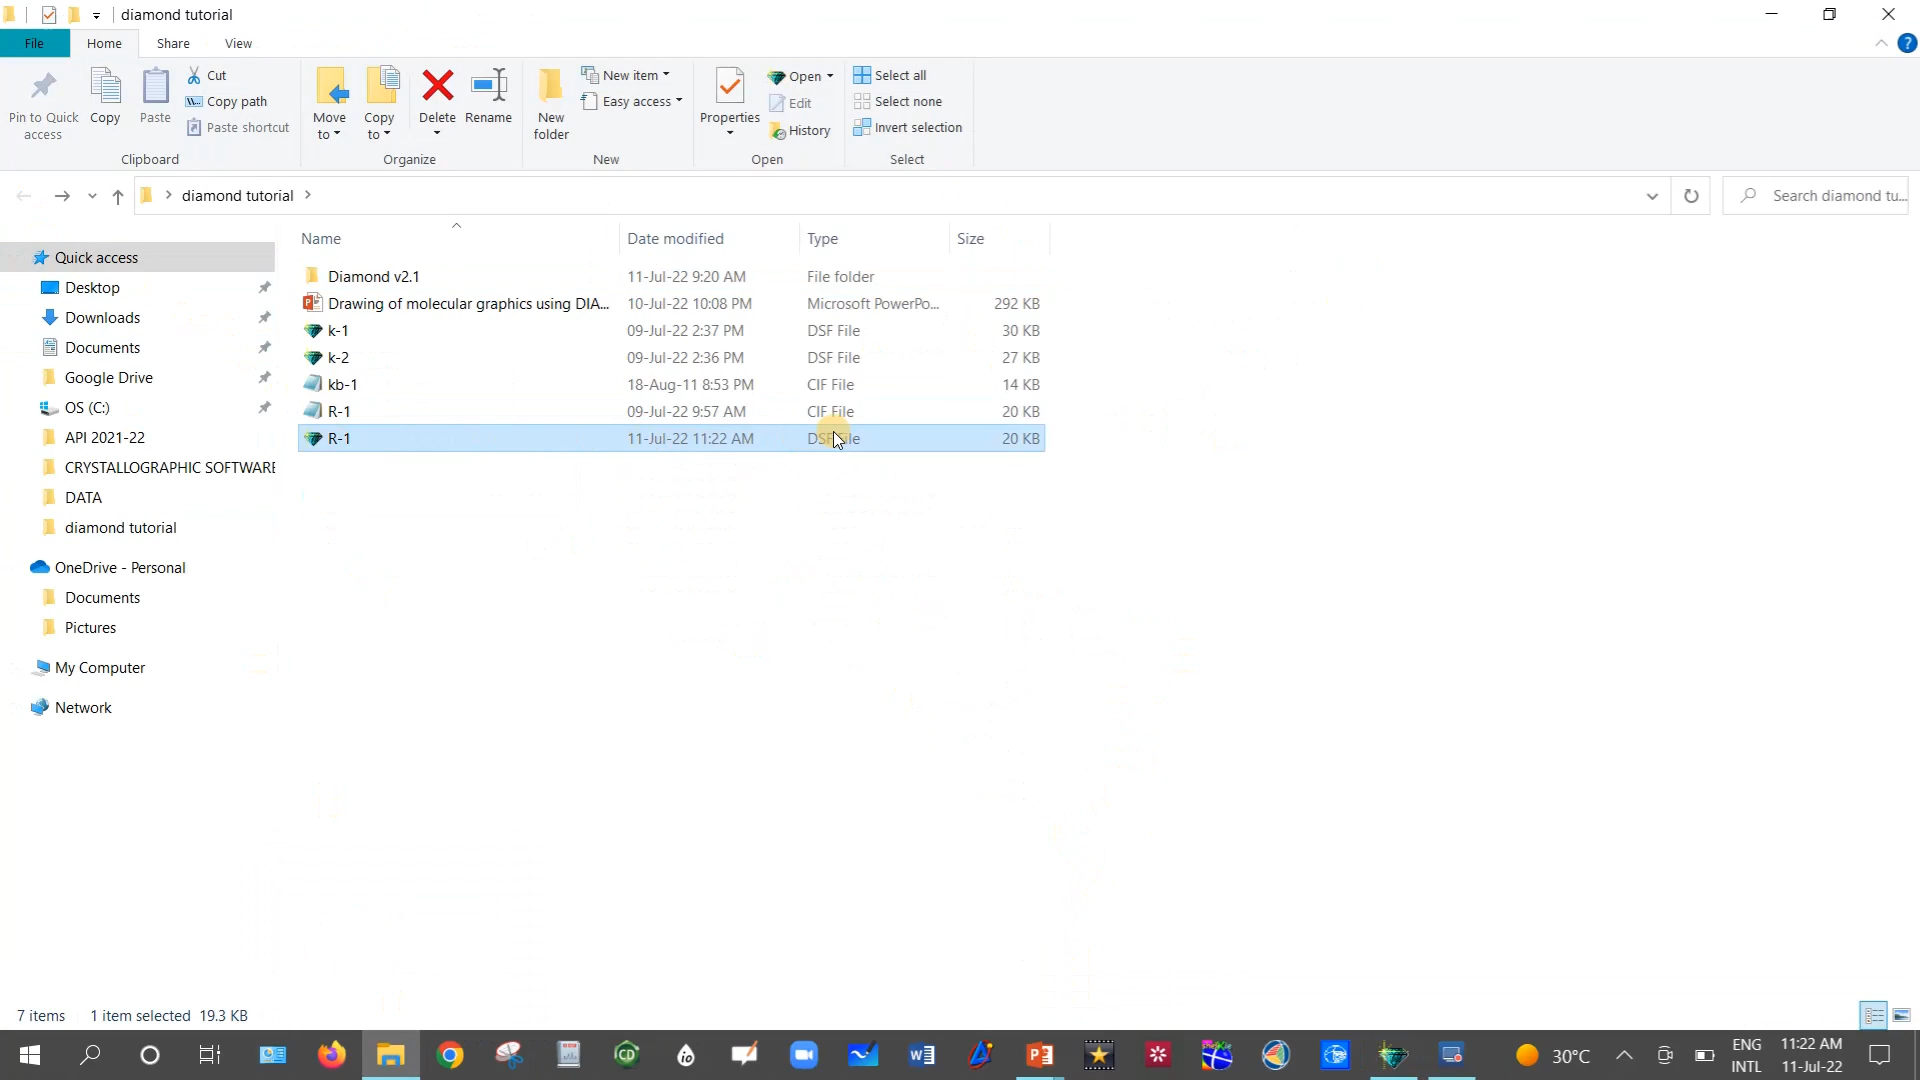 diamond tutorial
File Home Share View
Pin to Quick access
Copy
Paste
Cut
Copy path
Paste shortcut
Clipboard
Move to
Copy to
Delete
Rename
Organize
New folder
New item
Easy access
New
Properties
Open
Edit
History
Open
Select all
Select none
Invert selection
Select
diamond tutorial
Search diamond tu...
Name Date modified Type Size
Diamond v2.1 11-Jul-22 9:20 AM File folder
Drawing of molecular graphics using DIA... 10-Jul-22 10:08 PM Microsoft PowerPo... 292 KB
k-1 09-Jul-22 2:37 PM DSF File 30 KB
k-2 09-Jul-22 2:36 PM DSF File 27 KB
kb-1 18-Aug-11 8:53 PM CIF File 14 KB
R-1 09-Jul-22 9:57 AM CIF File 20 KB
R-1 11-Jul-22 11:22 AM DSF File 20 KB
Quick access
Desktop
Downloads
Documents
Google Drive
OS (C:)
API 2021-22
CRYSTALLOGRAPHIC SOFTWARE
DATA
diamond tutorial
OneDrive - Personal
Documents
Pictures
My Computer
Network
7 items 1 item selected 19.3 KB
30°C
ENG
INTL
11:22 AM
11-Jul-22